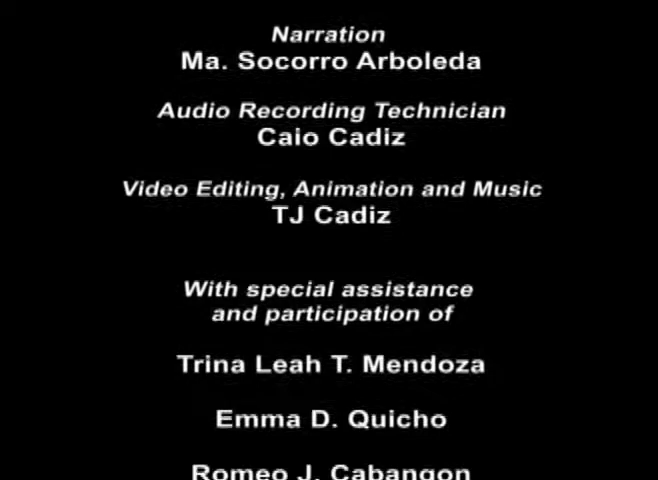 Narration
Ma. Socorro Arboleda
Audio Recording Technician
Caio Cadiz
Video Editing, Animation and Music
TJ Cadiz
With special assistance
and participation of
Trina Leah T. Mendoza
Emma D. Quicho
Romeo J. Cabangon